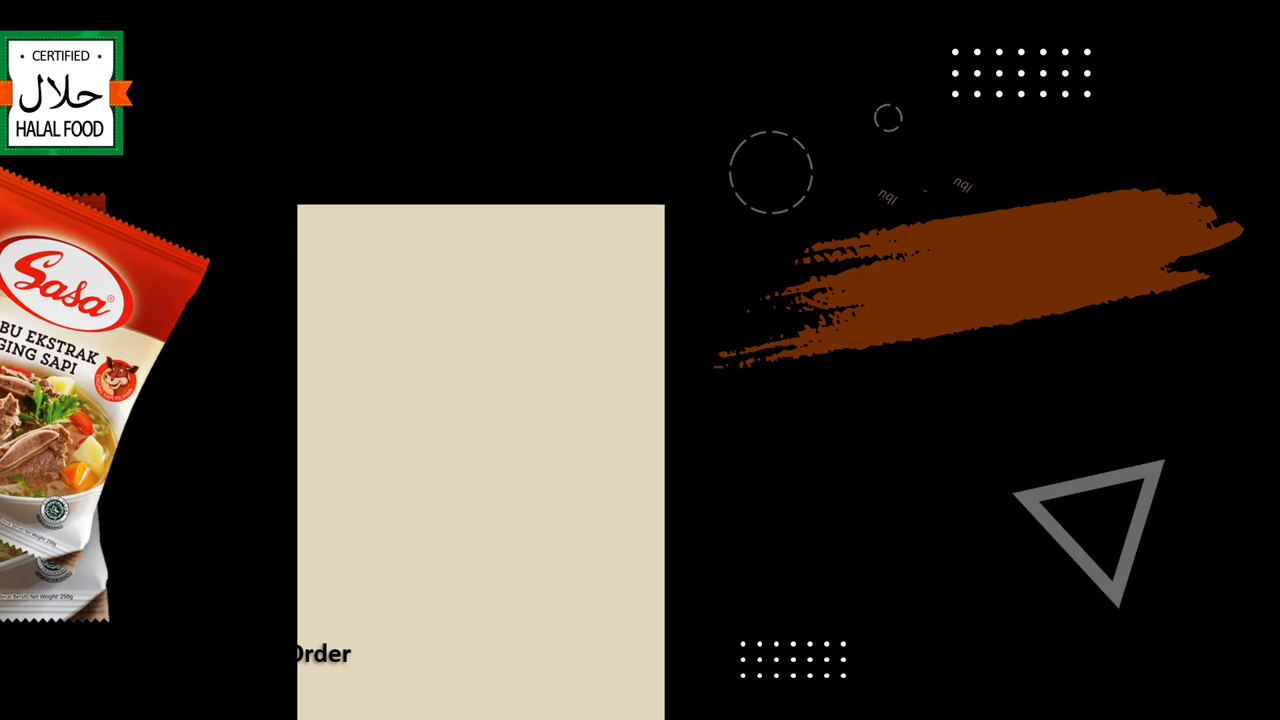 CERTIFIED
حلال
HALAL FOOD
Sasa
BU EKSTRAK
GING SAPI
Order